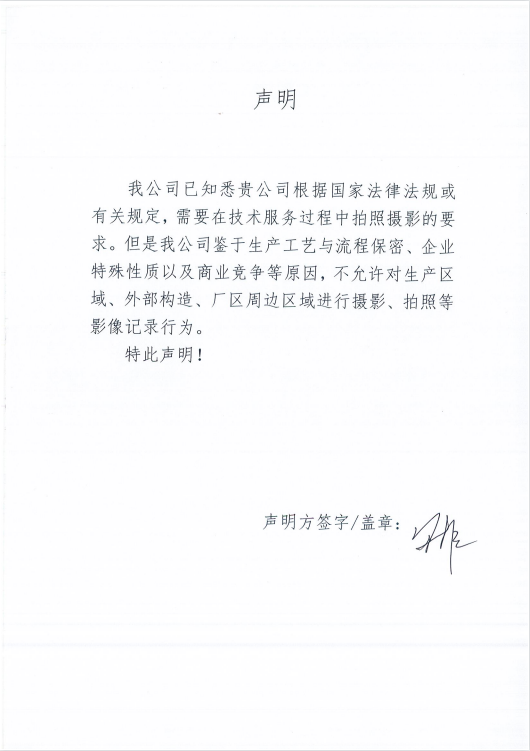 声明
我公司已知悉贵公司根据国家法律法规或
有关规定，需要在技术服务过程中拍照摄影的要
求。但是我公司鉴于生产工艺与流程保密、企业
特殊性质以及商业竞争等原因，不允许对生产区
域、外部构造、厂区周边区域进行摄影、拍照等
影像记录行为。
特此声明！
声明方签字/盖章：